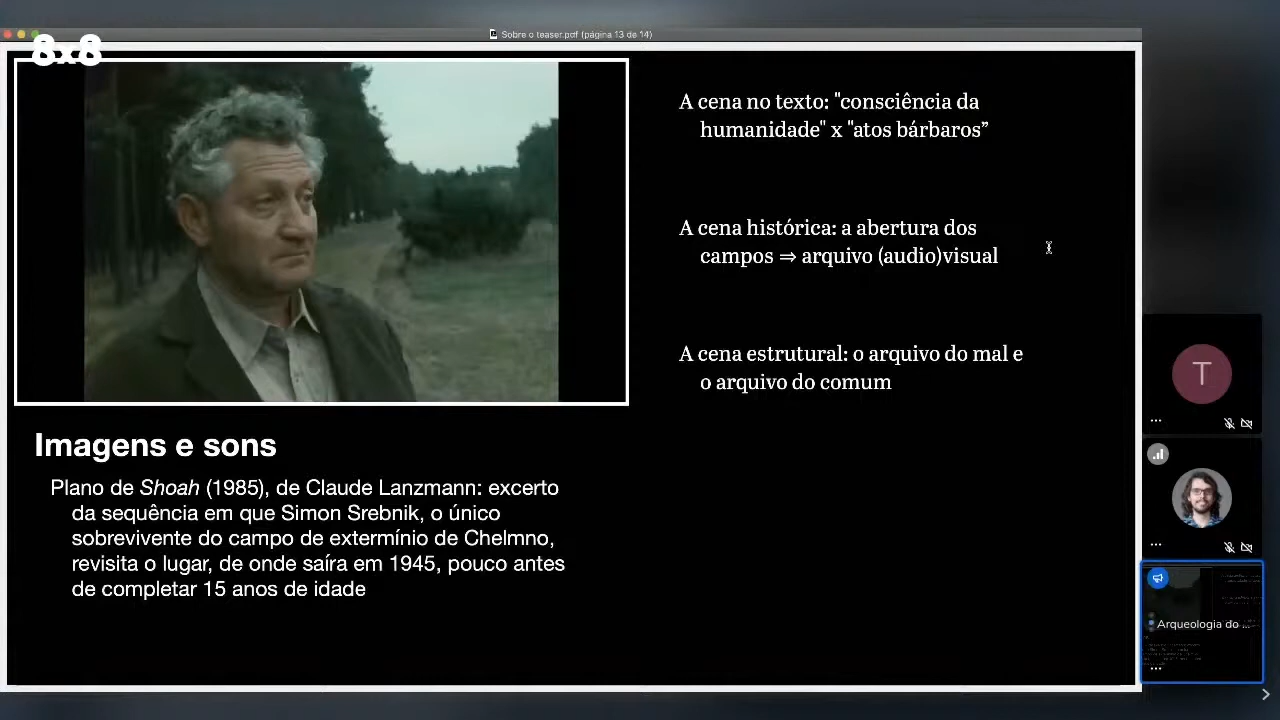 Sobre o teaser.pdf (página 13 de 14)
8x8
A cena no texto: "consciência da
humanidade" x "atos bárbaros”
A cena histórica: a abertura dos
campos ⇒ arquivo (audio)visual
A cena estrutural: o arquivo do mal e
o arquivo do comum
Imagens e sons
Plano de Shoah (1985), de Claude Lanzmann: excerto
da sequência em que Simon Srebnik, o único
sobrevivente do campo de extermínio de Chelmno,
revisita o lugar, de onde saíra em 1945, pouco antes
de completar 15 anos de idade
T
Arqueologia do ...